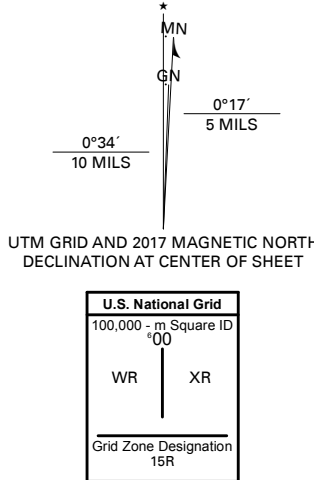 ★
MN
GN
0°34´
10 MILS
0°17´
5 MILS
UTM GRID AND 2017 MAGNETIC NORTH
DECLINATION AT CENTER OF SHEET
U.S. National Grid
100,000 - m Square ID
⁶00
WR XR
Grid Zone Designation
15R